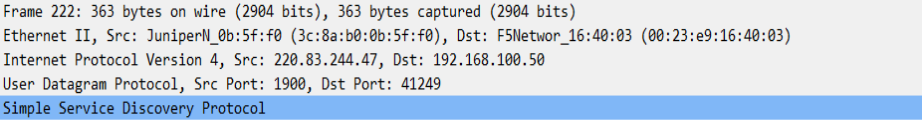 Frame 222: 363 bytes on wire (2904 bits), 363 bytes captured (2904 bits)
Ethernet II, Src: JuniperN_0b:5f:f0 (3c:8a:b0:0b:5f:f0), Dst: F5Networ_16:40:03 (00:23:e9:16:40:03)
Internet Protocol Version 4, Src: 220.83.244.47, Dst: 192.168.100.50
User Datagram Protocol, Src Port: 1900, Dst Port: 41249
Simple Service Discovery Protocol